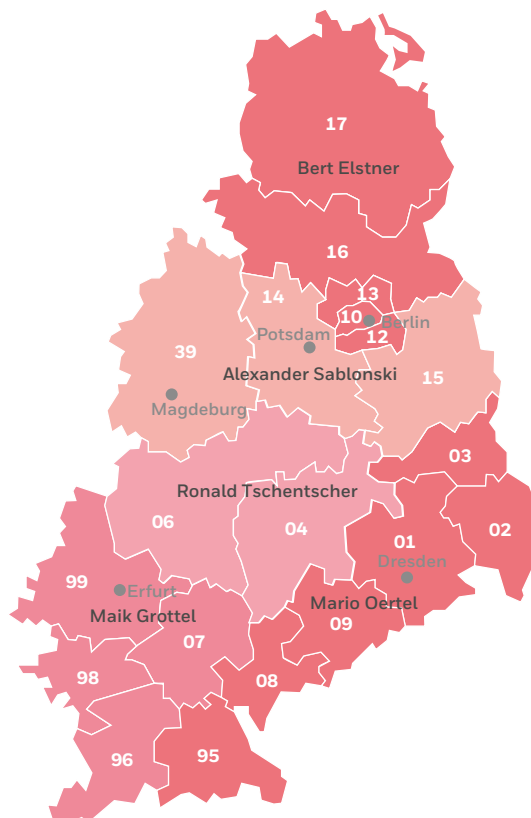 17
Bert Elstner
16
13
14
10
Berlin
Potsdam
12
39
Alexander Sablonski
15
Magdeburg
03
Ronald Tschentscher
06
04
01
02
Dresden
99
Erfurt
Mario Oertel
Maik Grottel
09
07
98
08
96
95